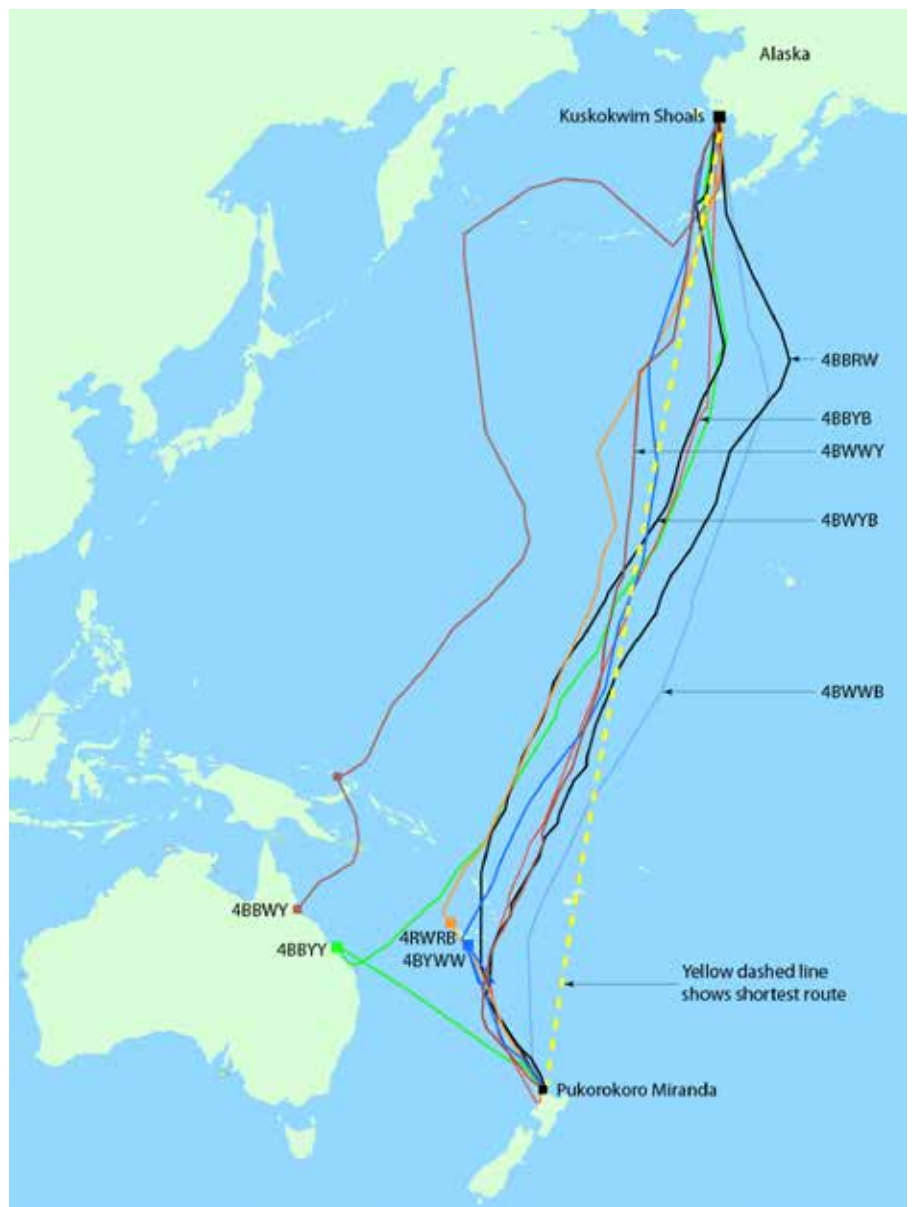 Alaska
Kuskokwim Shoals
4BBRW
4BBYB
4BWWY
4BWYB
4BWWB
4BBWY
4RWRB
4BBYY
4BYWW
Yellow dashed line
shows shortest route
Pukorokoro Miranda